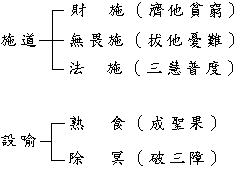 財　施（濟他貧窮）
施道　無畏施（拔他憂難）
法　施（三慧普度）
熟　食（成聖果）
設喻
除　冥（破三障）